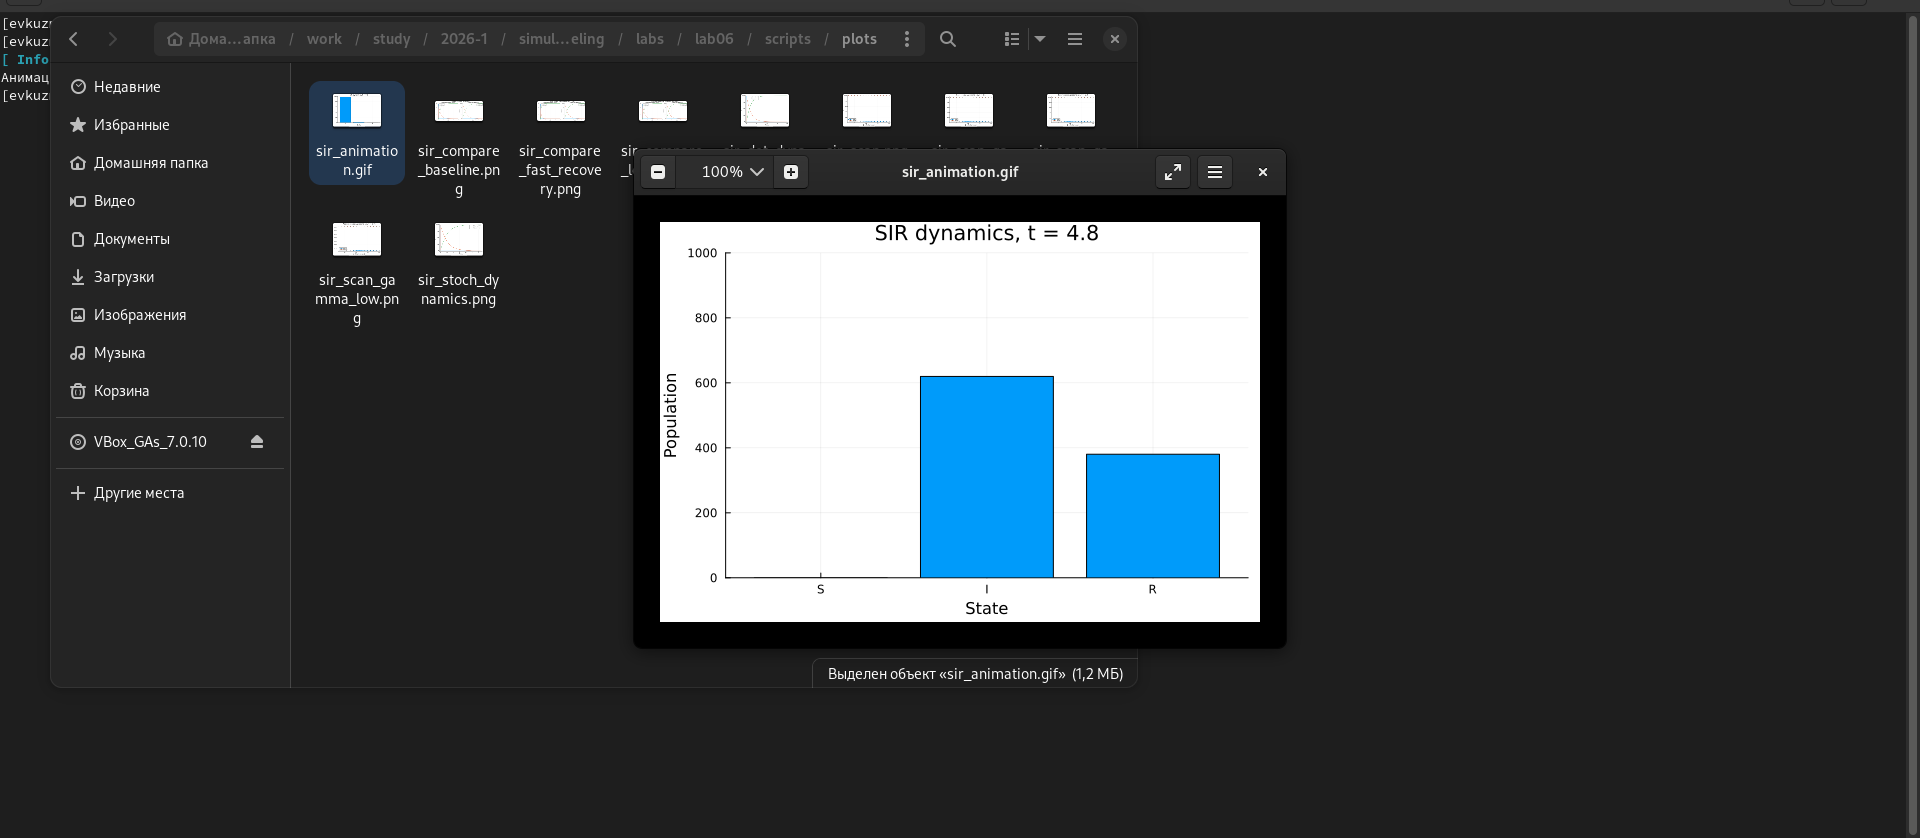 [evkuz
[evkuz
[ Info
Анимац
[evkuz
Дома…апка / work / study / 2026-1 / simul…eling / labs / lab06 / scripts / plots
Недавние
Избранные
Домашняя папка
Видео
Документы
Загрузки
Изображения
Музыка
Корзина
VBox_GAs_7.0.10
Другие места
sir_animatio
n.gif
sir_compare
_baseline.pn
g
sir_compare
_fast_recove
ry.png
sir_scan_ga
mma_low.pn
g
sir_stoch_dy
namics.png
100%
sir_animation.gif
SIR dynamics, t = 4.8
1000
800
600
400
200
0
Population
S I R
State
Выделен объект «sir_animation.gif» (1,2 МБ)